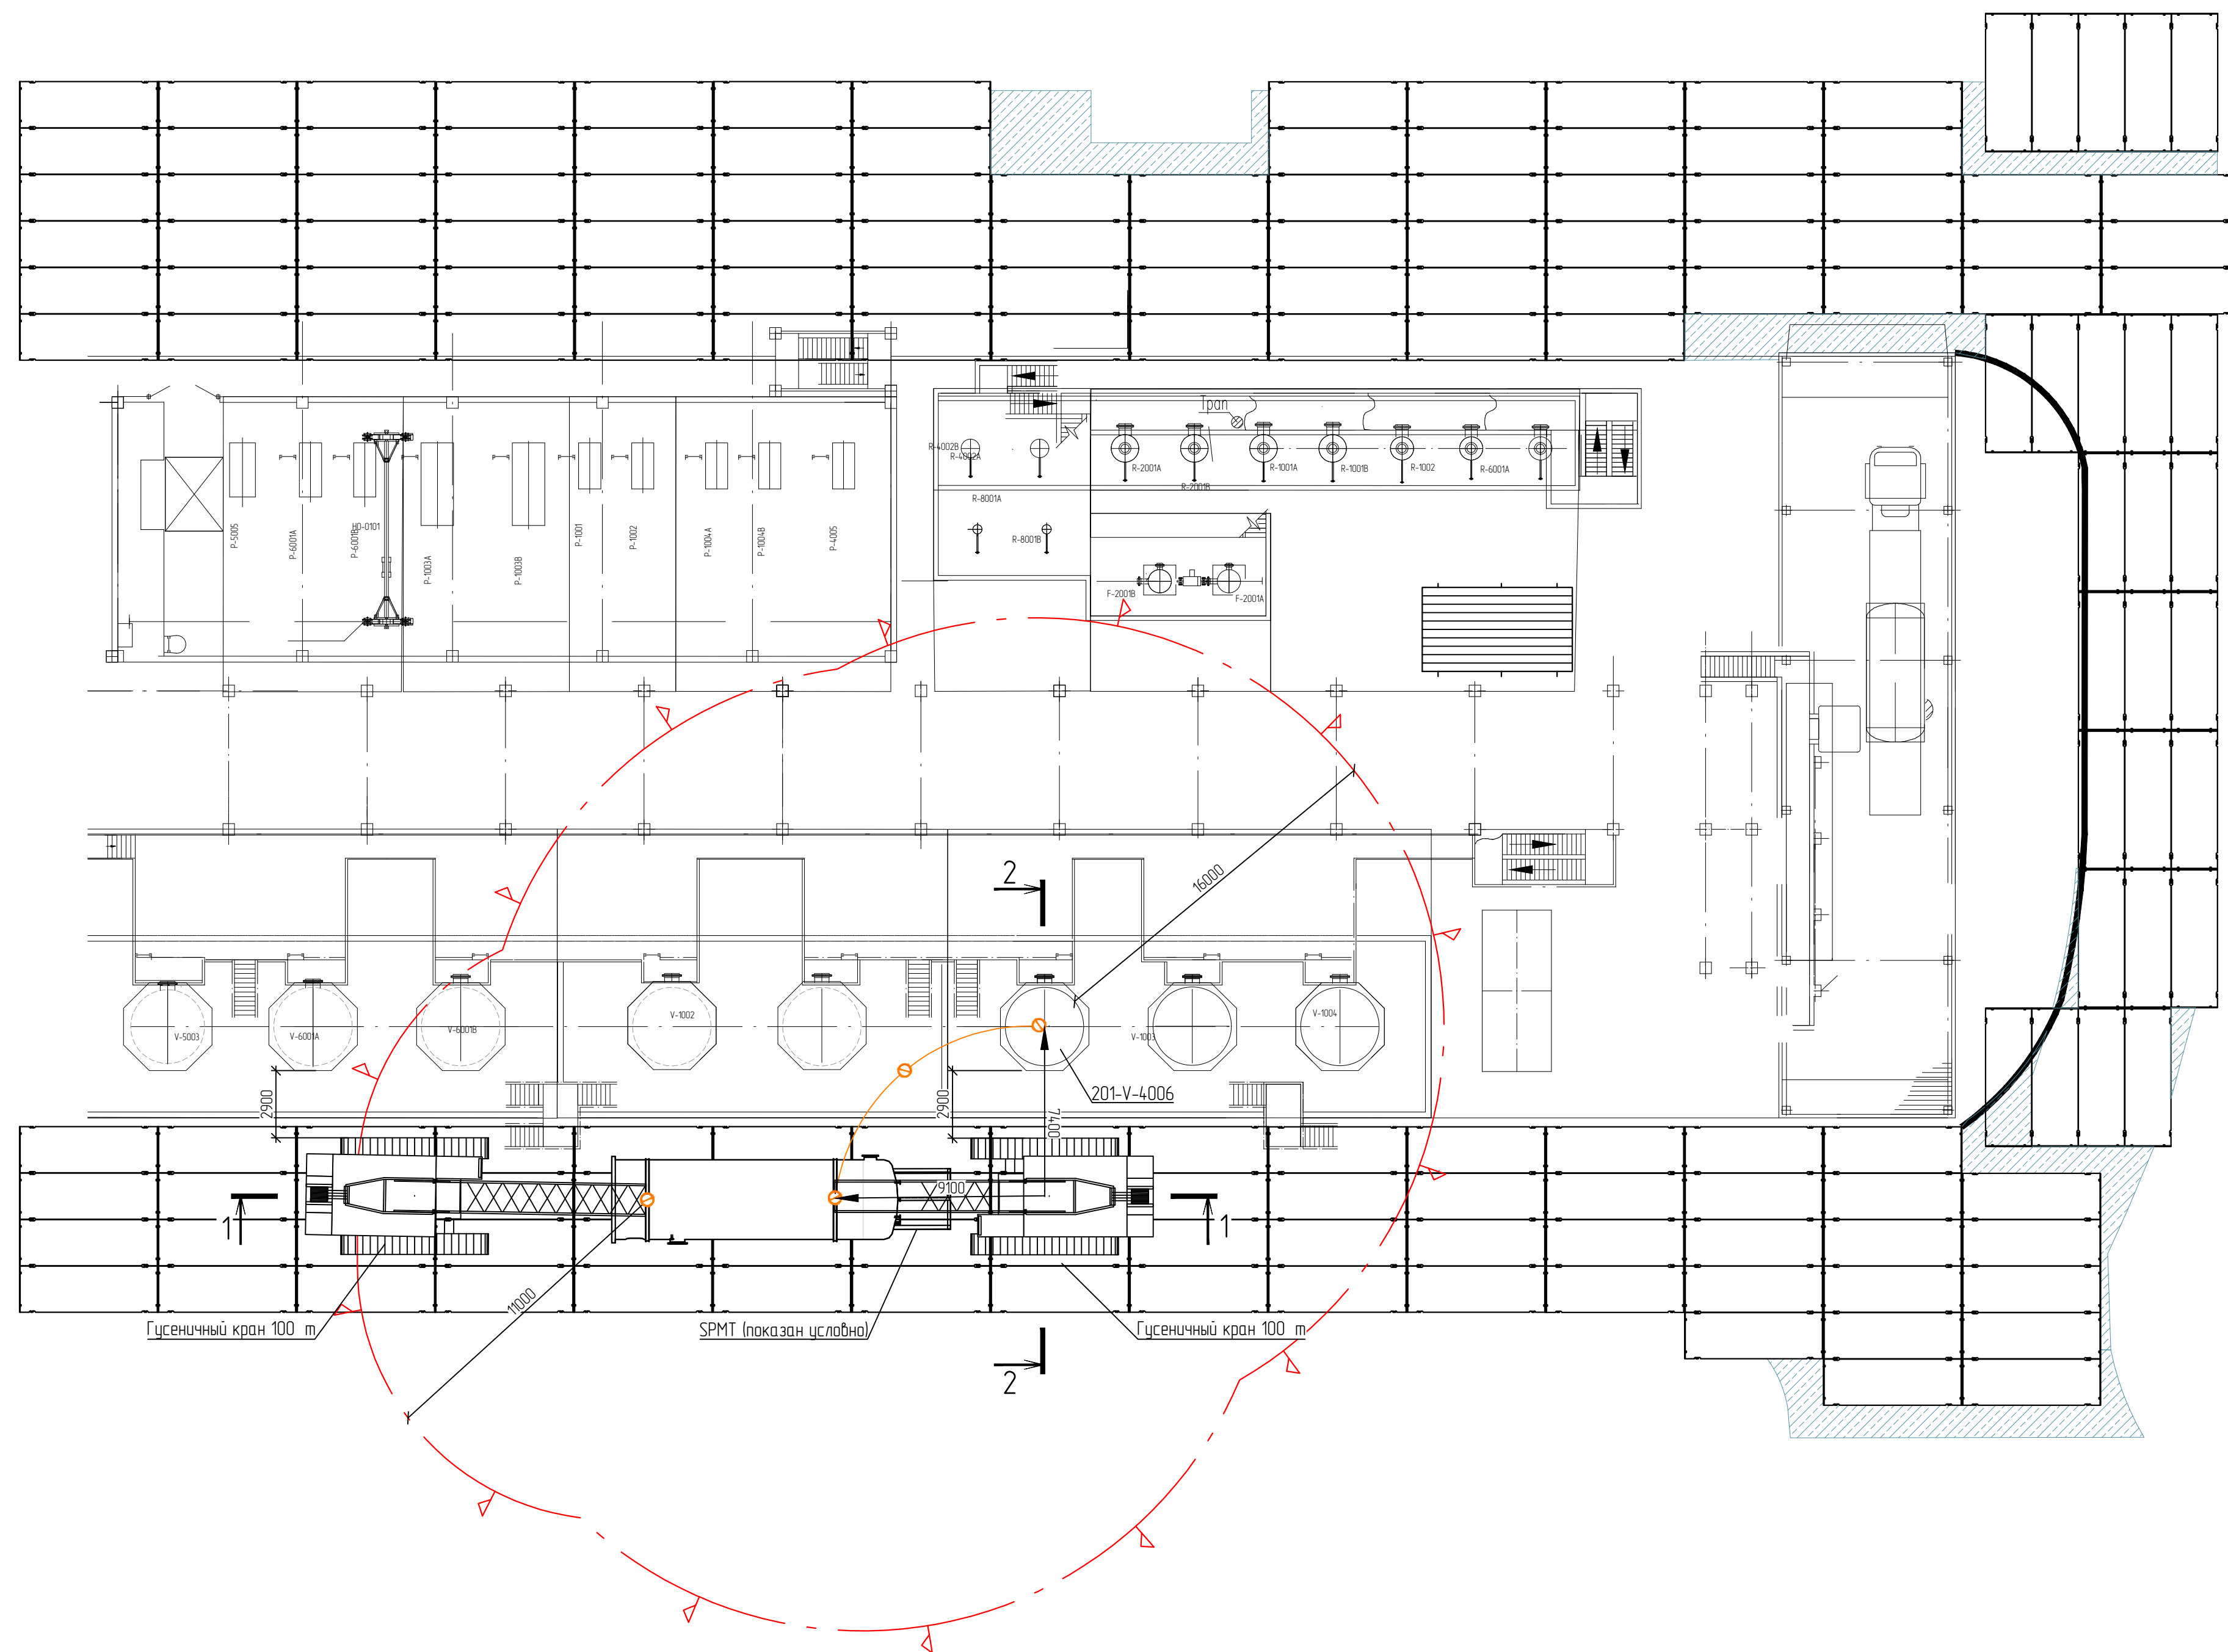 Трап
R-4002B
R-4002A
R-2001A
R-1001A
R-1001B
R-1002
R-6001A
R-2001B
R-8001A
R-8001B
P-5005
P-6001A
P-6001B
HO-0101
P-1003A
P-1003B
P-1001
P-1002
P-1004A
P-1004B
P-4005
F-2001B
F-2001A
2
16000
V-5003
V-6001A
V-6001B
V-1002
V-1003
V-1004
2900
2900
7400
201-V-4006
9100
1
1
11000
Гусеничный кран 100 т
SPMT (показан условно)
Гусеничный кран 100 т
2